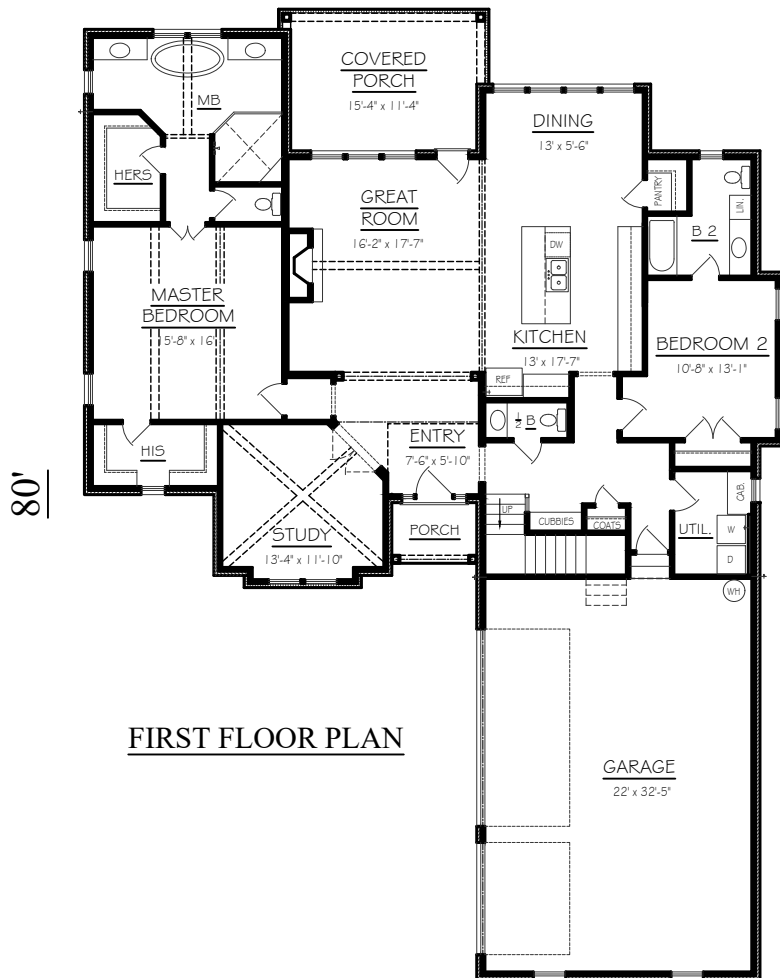 COVERED
PORCH
15'-4" x 11'-4"
MB
DINING
13' x 5'-6"
HERS
PANTRY
GREAT
ROOM
16'-2" x 17'-7"
LIN.
B 2
DW
MASTER
BEDROOM
15'-8" x 16'
KITCHEN
13' x 17'-7"
BEDROOM 2
10'-8" x 13'-1"
REF
½ B
ENTRY
7'-6" x 5'-10"
HIS
80'
CAB.
UP
CUBBIES
COATS
UTIL.
W
STUDY
13'-4" x 11'-10"
PORCH
D
WH
FIRST FLOOR PLAN
GARAGE
22' x 32'-5"